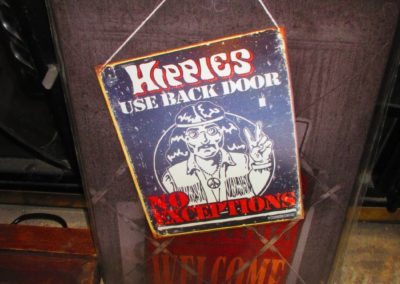 HIPPIES
USE BACK DOOR
NO
EXCEPTIONS
WELCOME